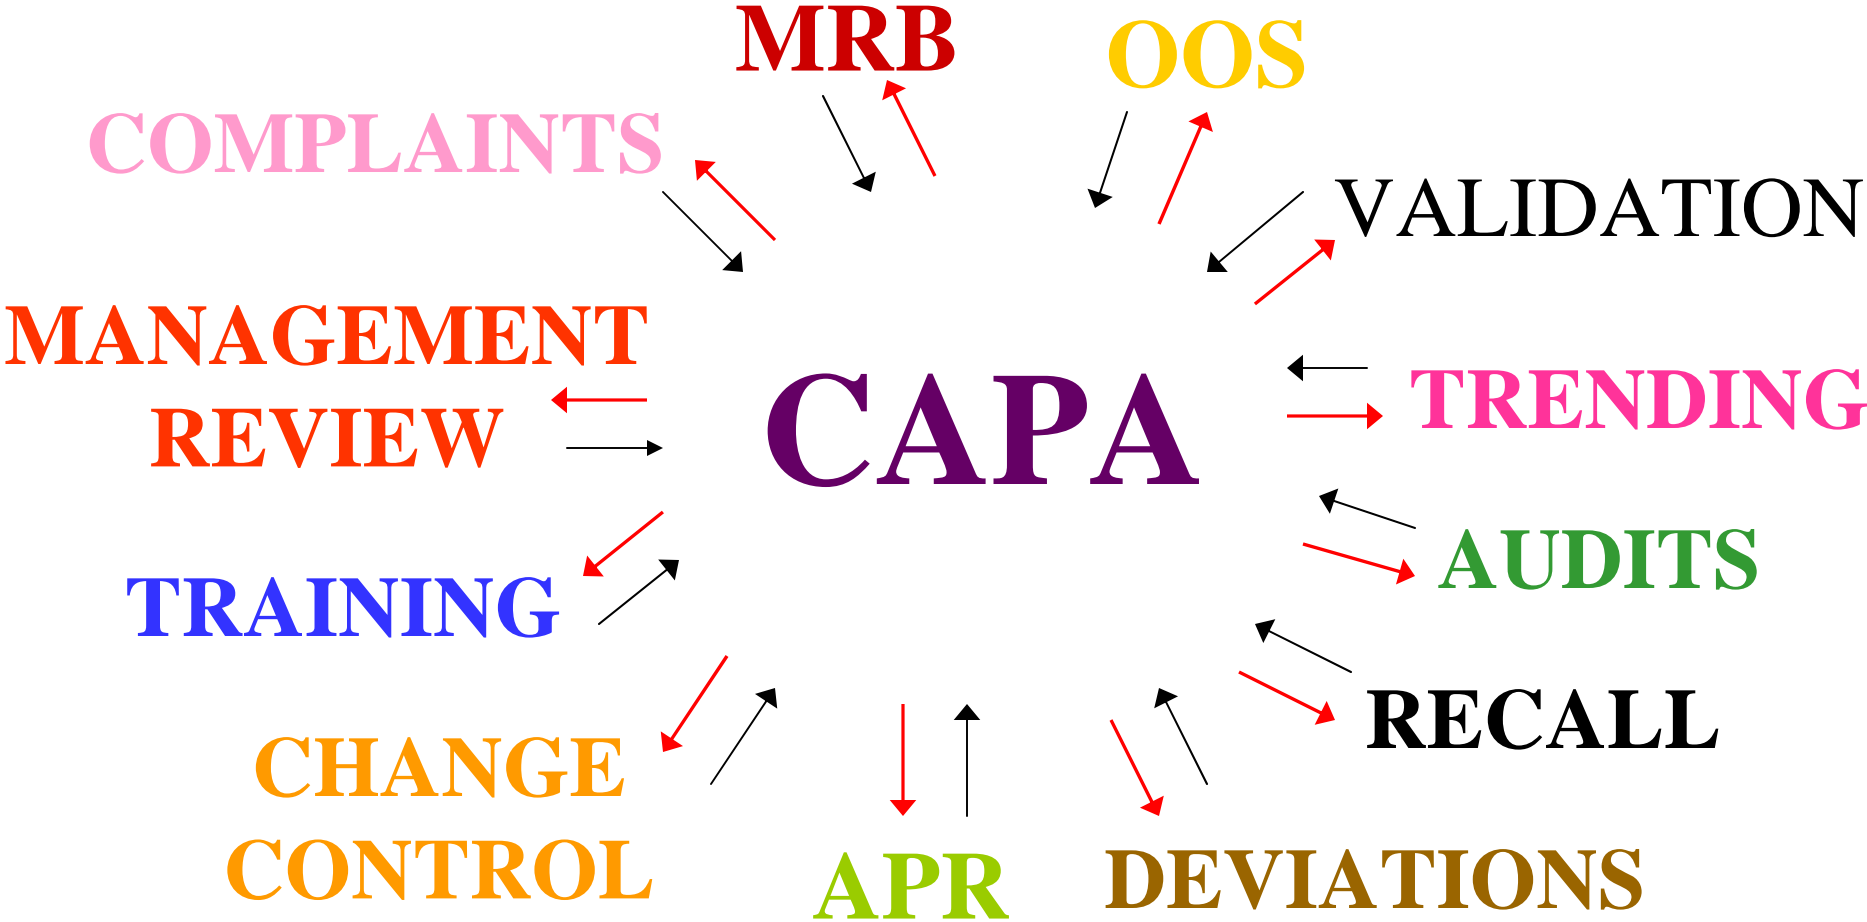 MRB
OOS
COMPLAINTS
VALIDATION
MANAGEMENT
REVIEW
CAPA
TRENDING
TRAINING
AUDITS
RECALL
CHANGE
CONTROL
APR
DEVIATIONS